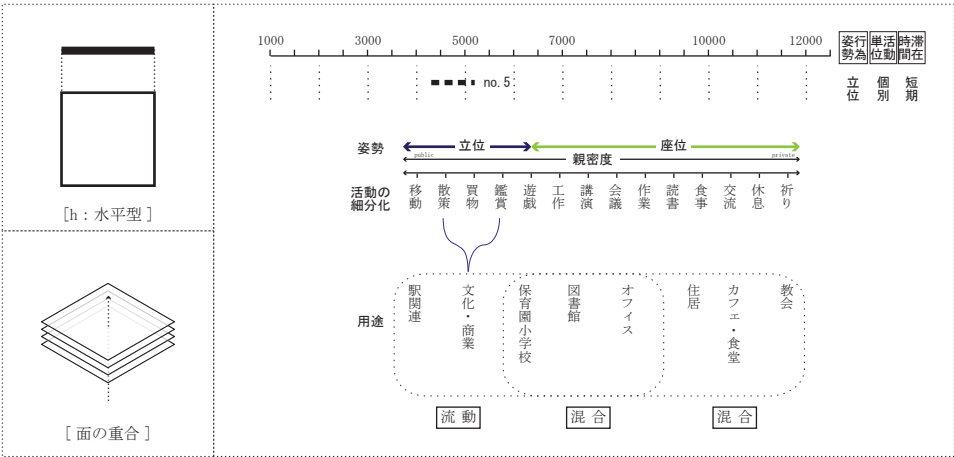 [h：水平型 ]
[ 面の重合 ]
1000 3000 5000 7000 10000 12000
行為姿勢 活動単位 滞在時間
no. 5
立位 個別 短期
姿勢 立位 座位
public 親密度 private
活動の細分化
移動 散策 買物 鑑賞 遊戯 工作 講演 会議 作業 読書 食事 交流 休息 祈り
用途
駅関連 文化・商業 保育園小学校 図書館 オフィス 住居 カフェ・食堂 教会
流 動 混 合 混 合